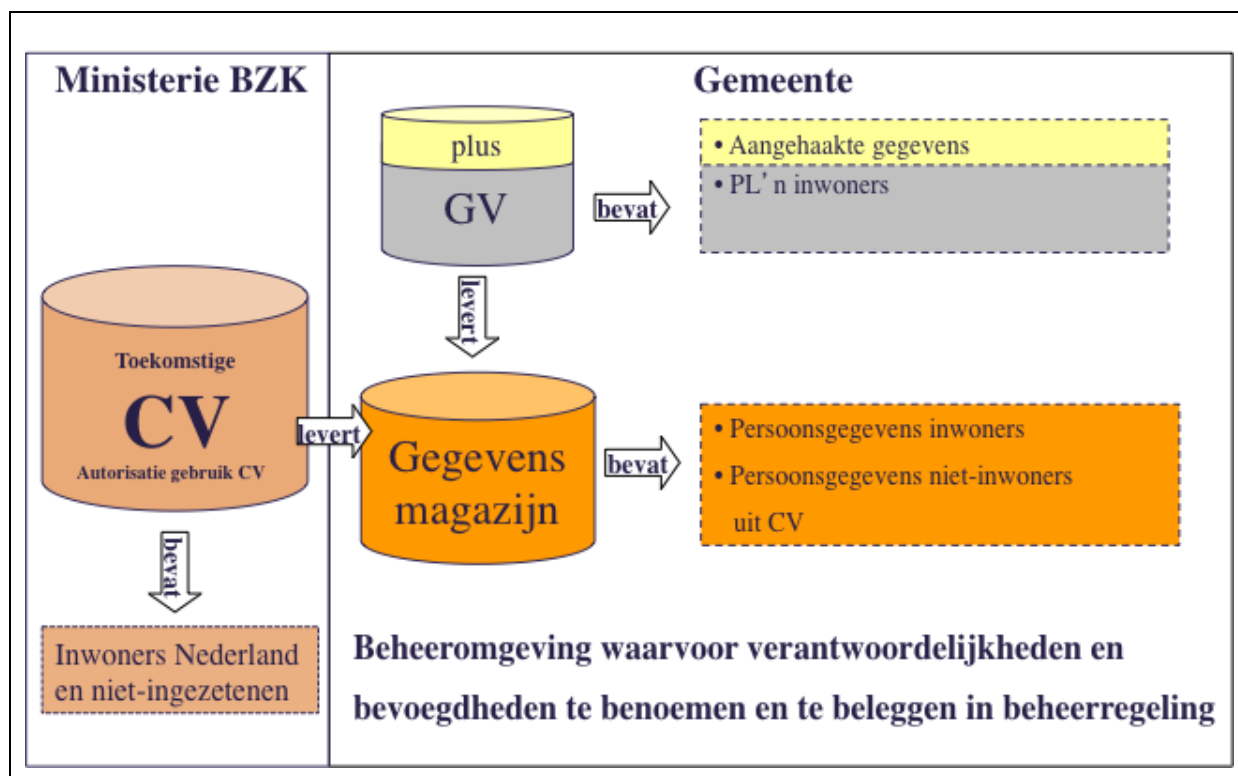 Ministerie BZK
Gemeente
plus
GV
bevat
• Aangehaakte gegevens
• PL'n inwoners
levert
Toekomstige
CV
Autorisatie gebruik CV
levert
Gegevens
magazijn
bevat
• Persoonsgegevens inwoners
• Persoonsgegevens niet-inwoners
uit CV
bevat
Inwoners Nederland
en niet-ingezetenen
Beheeromgeving waarvoor verantwoordelijkheden en
bevoegdheden te benoemen en te beleggen in beheerregeling